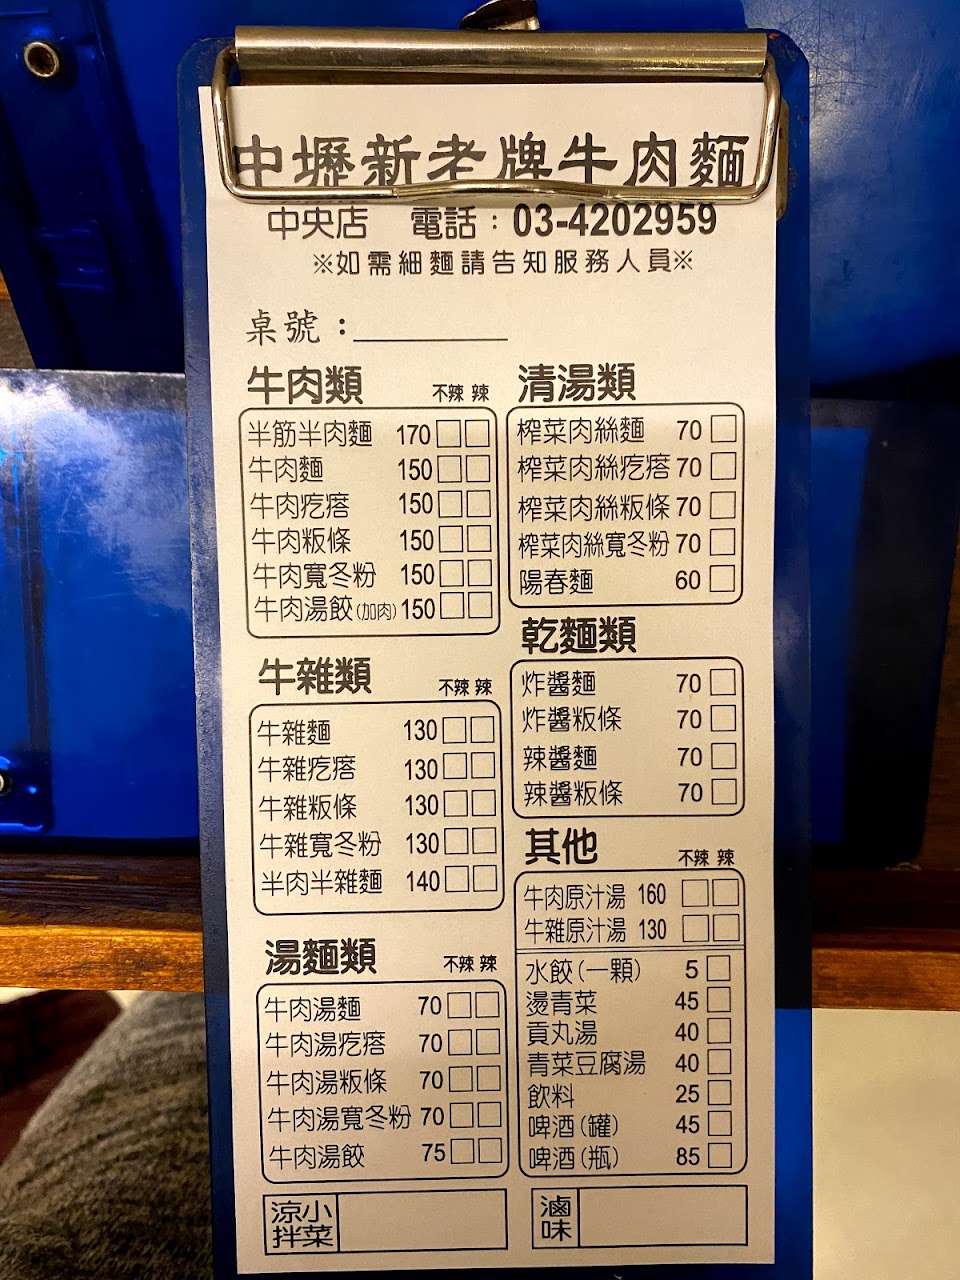 中壢新老牌牛肉麵
中央店 電話：03-4202959
※如需細麵請告知服務人員※
桌號：
牛肉類 不辣 辣
半筋半肉麵 170
牛肉麵 150
牛肉疙瘩 150
牛肉粄條 150
牛肉寬冬粉 150
牛肉湯餃(加肉) 150
牛雜類 不辣 辣
牛雜麵 130
牛雜疙瘩 130
牛雜粄條 130
牛雜寬冬粉 130
半肉半雜麵 140
湯麵類 不辣 辣
牛肉湯麵 70
牛肉湯疙瘩 70
牛肉湯粄條 70
牛肉湯寬冬粉 70
牛肉湯餃 75
涼拌小菜
清湯類
榨菜肉絲麵 70
榨菜肉絲疙瘩 70
榨菜肉絲粄條 70
榨菜肉絲寬冬粉 70
陽春麵 60
乾麵類
炸醬麵 70
炸醬粄條 70
辣醬麵 70
辣醬粄條 70
其他 不辣 辣
牛肉原汁湯 160
牛雜原汁湯 130
水餃(一顆) 5
燙青菜 45
貢丸湯 40
青菜豆腐湯 40
飲料 25
啤酒(罐) 45
啤酒(瓶) 85
滷味